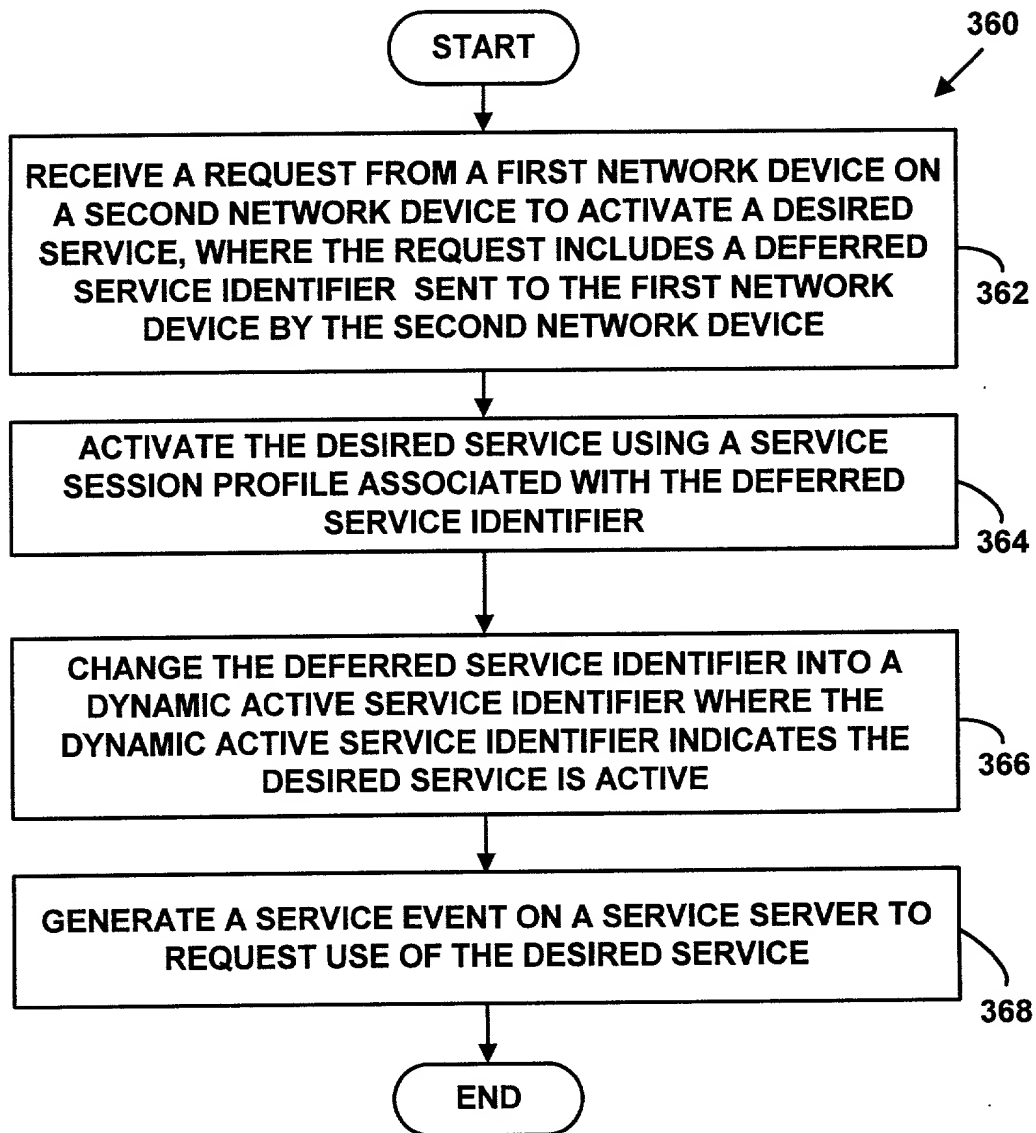 360
START
RECEIVE A REQUEST FROM A FIRST NETWORK DEVICE ON
A SECOND NETWORK DEVICE TO ACTIVATE A DESIRED
SERVICE, WHERE THE REQUEST INCLUDES A DEFERRED
SERVICE IDENTIFIER SENT TO THE FIRST NETWORK
DEVICE BY THE SECOND NETWORK DEVICE
362
ACTIVATE THE DESIRED SERVICE USING A SERVICE
SESSION PROFILE ASSOCIATED WITH THE DEFERRED
SERVICE IDENTIFIER
364
CHANGE THE DEFERRED SERVICE IDENTIFIER INTO A
DYNAMIC ACTIVE SERVICE IDENTIFIER WHERE THE
DYNAMIC ACTIVE SERVICE IDENTIFIER INDICATES THE
DESIRED SERVICE IS ACTIVE
366
GENERATE A SERVICE EVENT ON A SERVICE SERVER TO
REQUEST USE OF THE DESIRED SERVICE
368
END